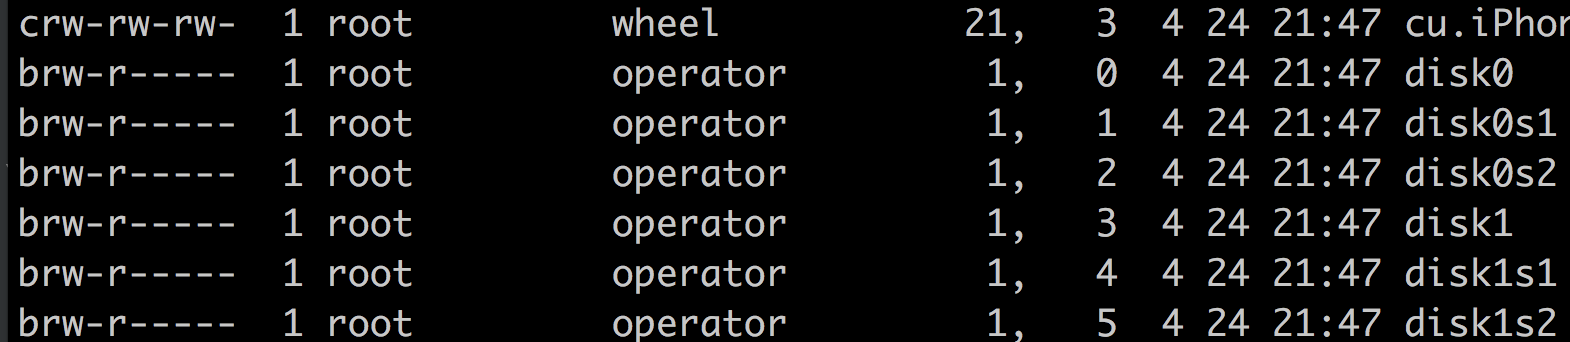 crw-rw-rw-  1 root         wheel           21,   3  4 24 21:47 cu.iPhor
brw-r-----  1 root         operator         1,   0  4 24 21:47 disk0
brw-r-----  1 root         operator         1,   1  4 24 21:47 disk0s1
brw-r-----  1 root         operator         1,   2  4 24 21:47 disk0s2
brw-r-----  1 root         operator         1,   3  4 24 21:47 disk1
brw-r-----  1 root         operator         1,   4  4 24 21:47 disk1s1
brw-r-----  1 root         operator         1,   5  4 24 21:47 disk1s2